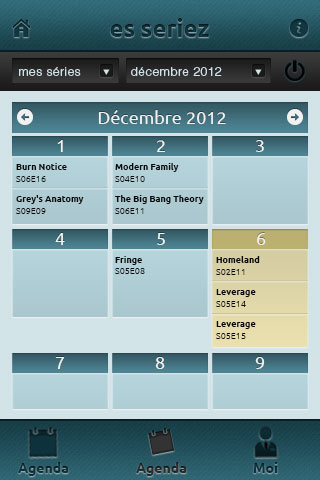 es seriez
i
mes séries
décembre 2012
Décembre 2012
1
2
3
Burn Notice
S06E16
Grey's Anatomy
S09E09
Modern Family
S04E10
The Big Bang Theory
S06E11
4
5
6
Fringe
S05E08
Homeland
S02E11
Leverage
S05E14
Leverage
S05E15
7
8
9
Agenda
Agenda
Moi